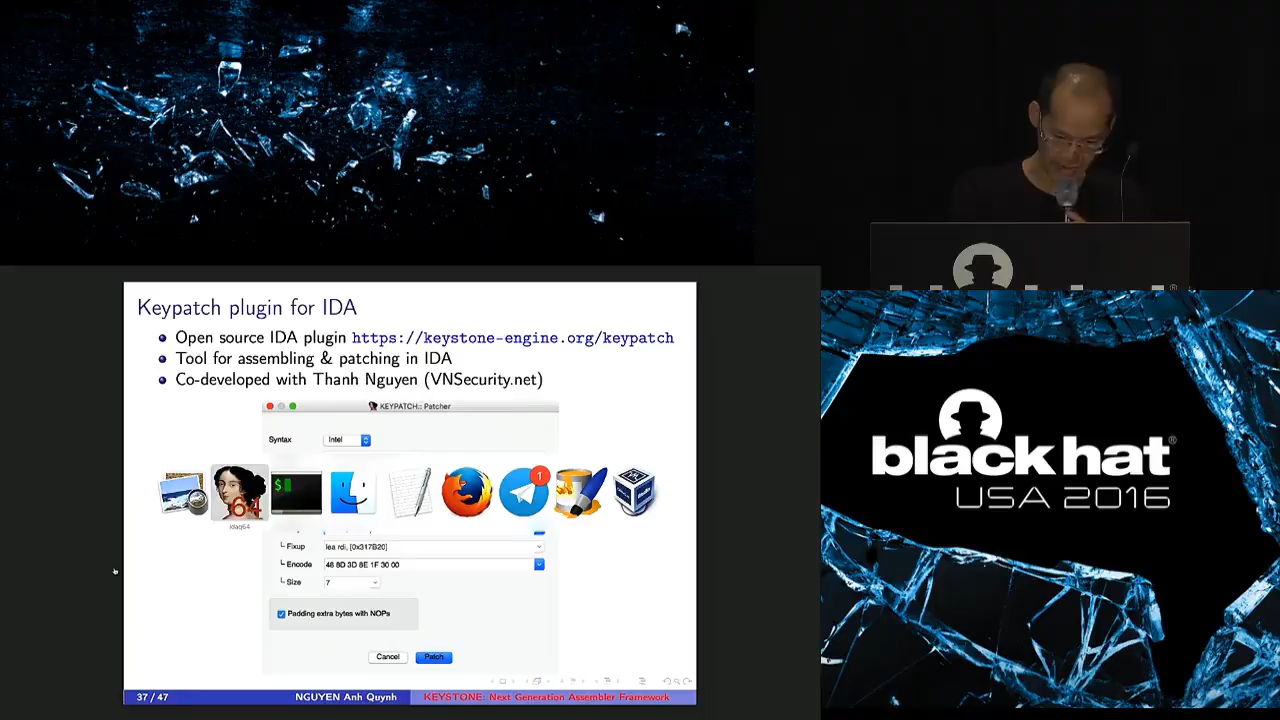 Keypatch plugin for IDA
Open source IDA plugin https://keystone-engine.org/keypatch
Tool for assembling & patching in IDA
Co-developed with Thanh Nguyen (VNSecurity.net)
KEYPATCH:: Patcher
Syntax Intel
$
64
1
idaq64
Fixup lea rdi, [0x317B20]
Encode 48 8D 3D 8E 1F 30 00
Size 7
Padding extra bytes with NOPs
Cancel Patch
37 / 47 NGUYEN Anh Quynh KEYSTONE: Next Generation Assembler Framework
black hat®
USA 2016